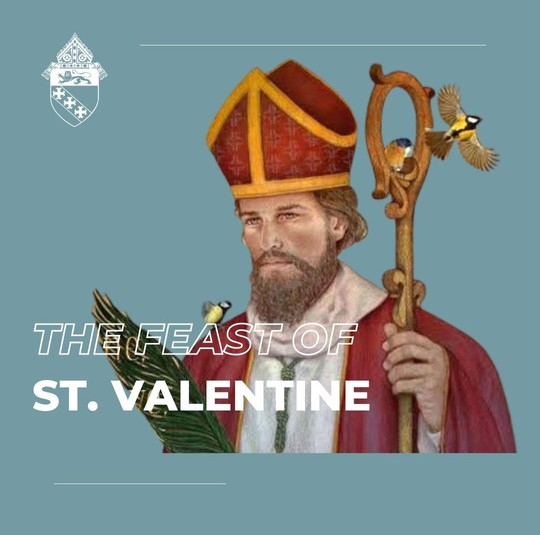 THE FEAST OF
ST. VALENTINE